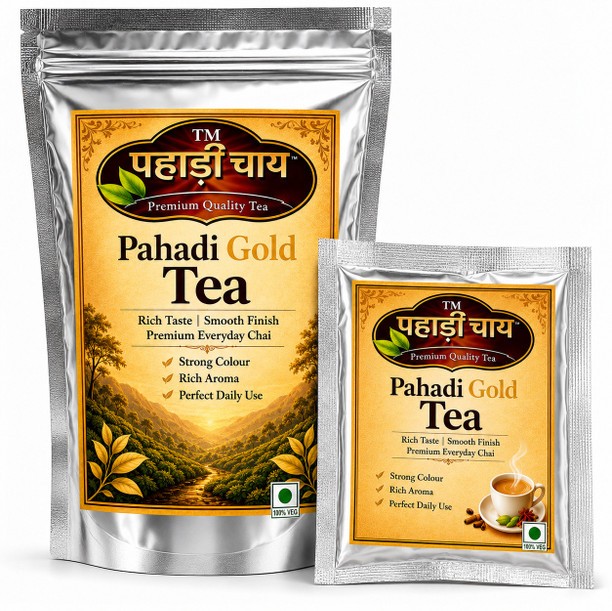 TM
पहाड़ी चाय™
Premium Quality Tea
Pahadi Gold
Tea
Rich Taste | Smooth Finish
Premium Everyday Chai
✓ Strong Colour
✓ Rich Aroma
✓ Perfect Daily Use
100% VEG
TM
पहाड़ी चाय™
Premium Quality Tea
Pahadi Gold
Tea
Rich Taste | Smooth Finish
Premium Everyday Chai
✓ Strong Colour
✓ Rich Aroma
✓ Perfect Daily Use
100% VEG